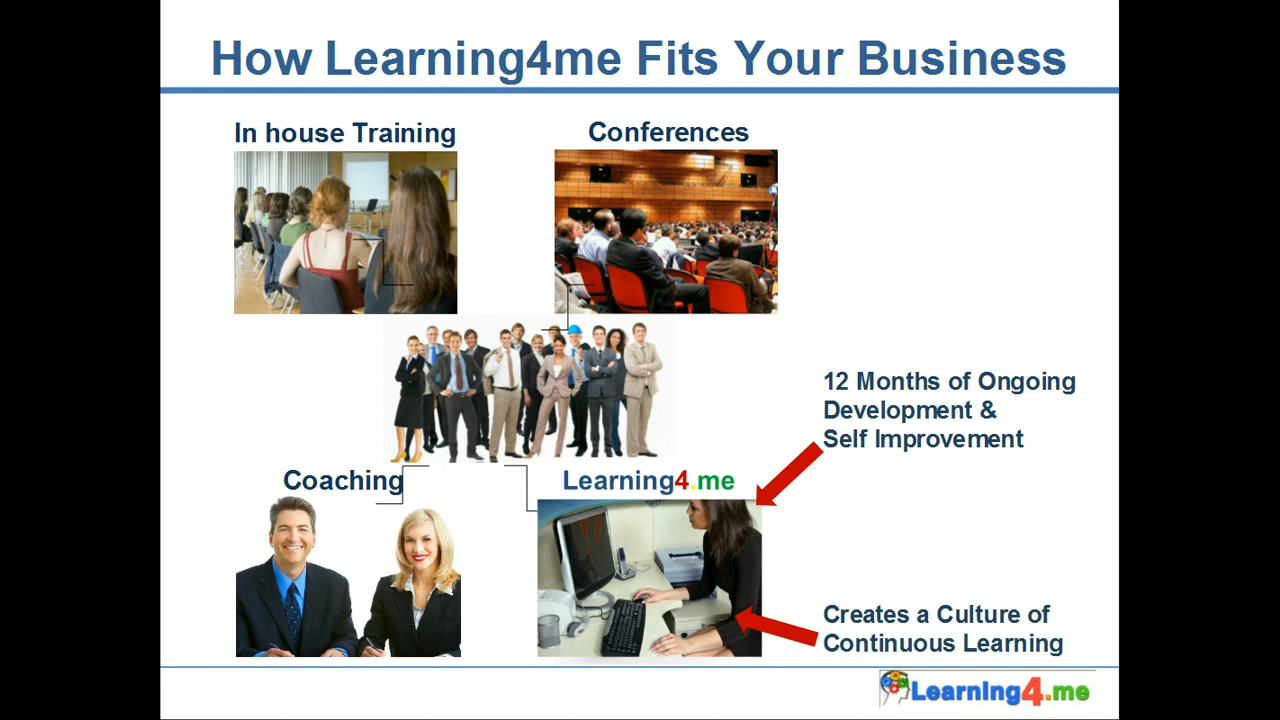 How Learning4me Fits Your Business
In house Training
Conferences
12 Months of Ongoing
Development &
Self Improvement
Coaching
Learning4.me
Creates a Culture of
Continuous Learning
Learning4.me